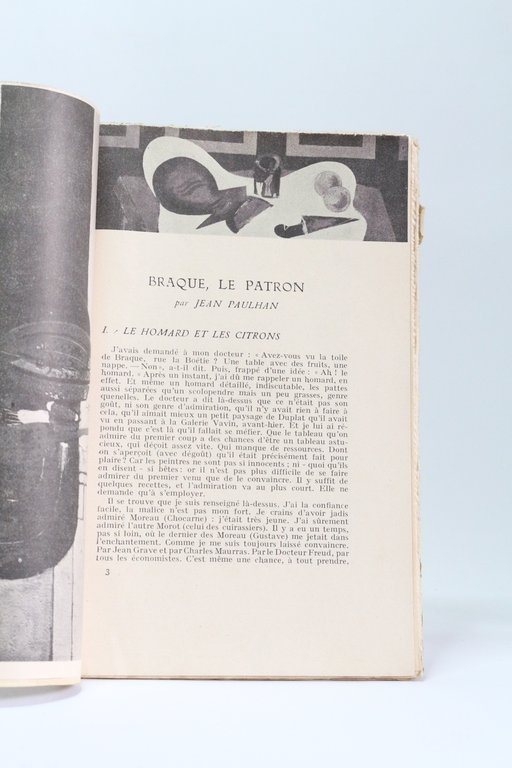 BRAQUE, LE PATRON
par JEAN PAULHAN
I. - LE HOMARD ET LES CITRONS
J'avais demandé à mon docteur : « Avez-vous vu la toile
de Braque, rue la Boétie ? Une table avec des fruits, une
nappe. — Non», a-t-il dit. Puis, frappé d'une idée : « Ah ! le
homard. » Après un instant, j'ai dû me rappeler un homard, en
effet. Et même un homard détaillé, indiscutable, les pattes
aussi séparées qu'un scolopendre mais un peu grasses, genre
quenelles. Le docteur a dit là-dessus que ce n'était pas son
goût, ni son genre d'admiration, qu'il n'y avait rien à faire à
cela, qu'il aimait mieux un petit paysage de Duplat qu'il avait
vu en passant à la Galerie Vavin, avant-hier. Et je lui ai ré-
pondu que c'est là qu'il fallait se méfier. Que le tableau qu'on
admire du premier coup a des chances d'être un tableau astu-
cieux, qui déçoit assez vite. Qui manque de ressources. Dont
on s'aperçoit (avec dégoût) qu'il était précisément fait pour
plaire ? Car les peintres ne sont pas si innocents ; ni - quoi qu'ils
en disent - si bêtes: or il n'est pas plus difficile de se faire
admirer du premier venu que de le convaincre. Il y suffit de
quelques recettes, et l'admiration va au plus court. Elle ne
demande qu'à s'employer.
Il se trouve que je suis renseigné là-dessus. J'ai la confiance
facile, la malice n'est pas mon fort. Je crains d'avoir jadis
admiré Moreau (Chocarne) : j'était très jeune. J'ai sûrement
admiré l'autre Morot (celui des cuirassiers). Il y a eu un temps,
pas si loin, où le dernier des Moreau (Gustave) me jetait dans
l'enchantement. Comme je me suis toujours laissé convaincre.
Par Jean Grave et par Charles Maurras. Par le Docteur Freud, par
tous les économistes. C'est même une chance, à tout prendre.
3